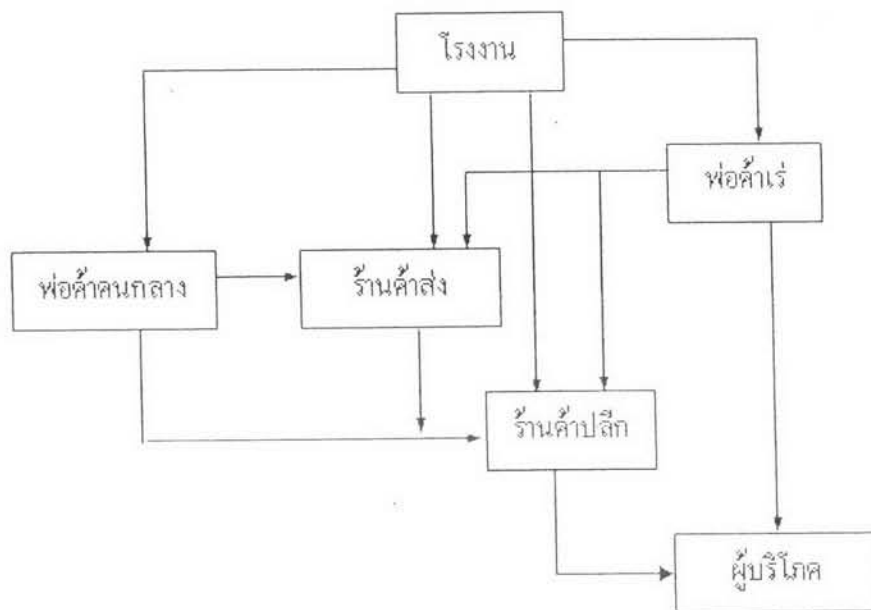 โรงงาน
พ่อค้าเร่
พ่อค้าคนกลาง
ร้านค้าส่ง
ร้านค้าปลีก
ผู้บริโภค